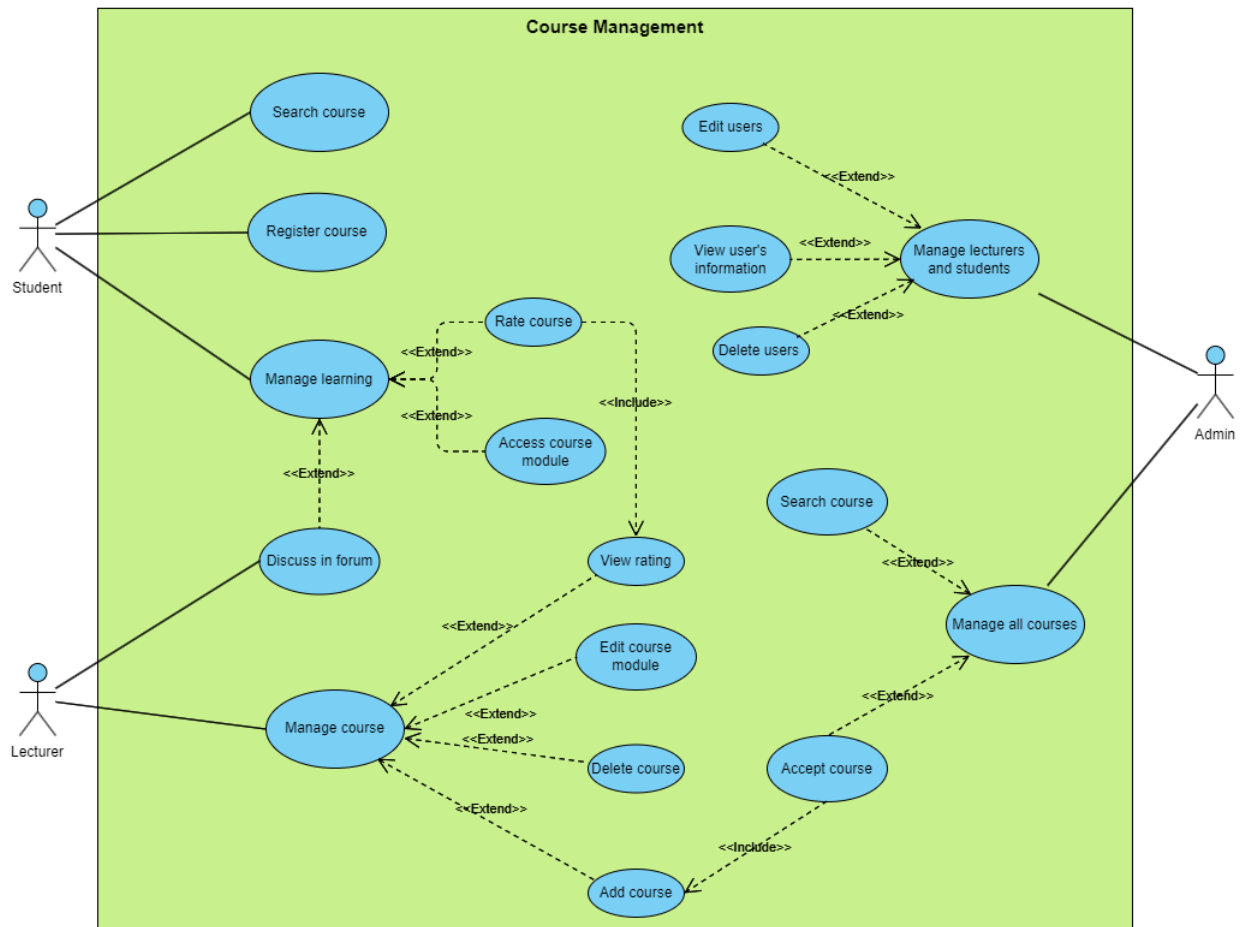 Course Management
Search course
Edit users
<<Extend>>
Register course
View user's
information
<<Extend>>
Manage lecturers
and students
Student
Rate course
<<Extend>>
Delete users
<<Extend>>
Manage learning
<<Include>>
<<Extend>>
Access course
module
Admin
<<Extend>>
Search course
Discuss in forum
View rating
<<Extend>>
<<Extend>>
Manage all courses
Edit course
module
<<Extend>>
Manage course
<<Extend>>
<<Extend>>
Lecturer
Delete course
Accept course
<<Extend>>
<<Include>>
Add course